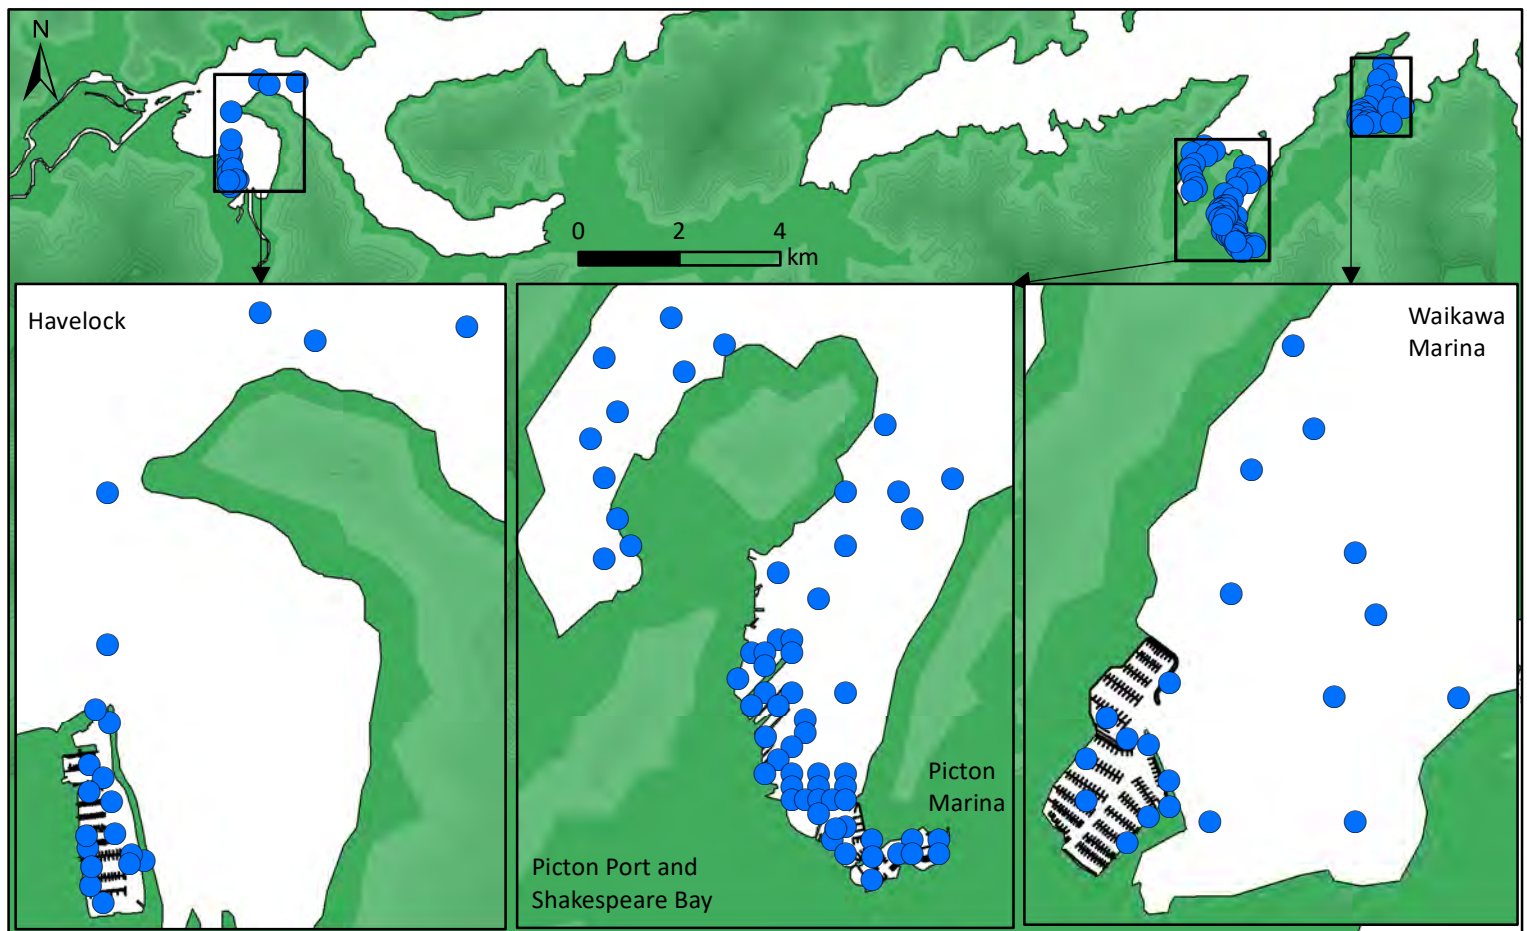 N
0 2 4
km
Havelock
Picton Port and
Shakespeare Bay
Picton
Marina
Waikawa
Marina